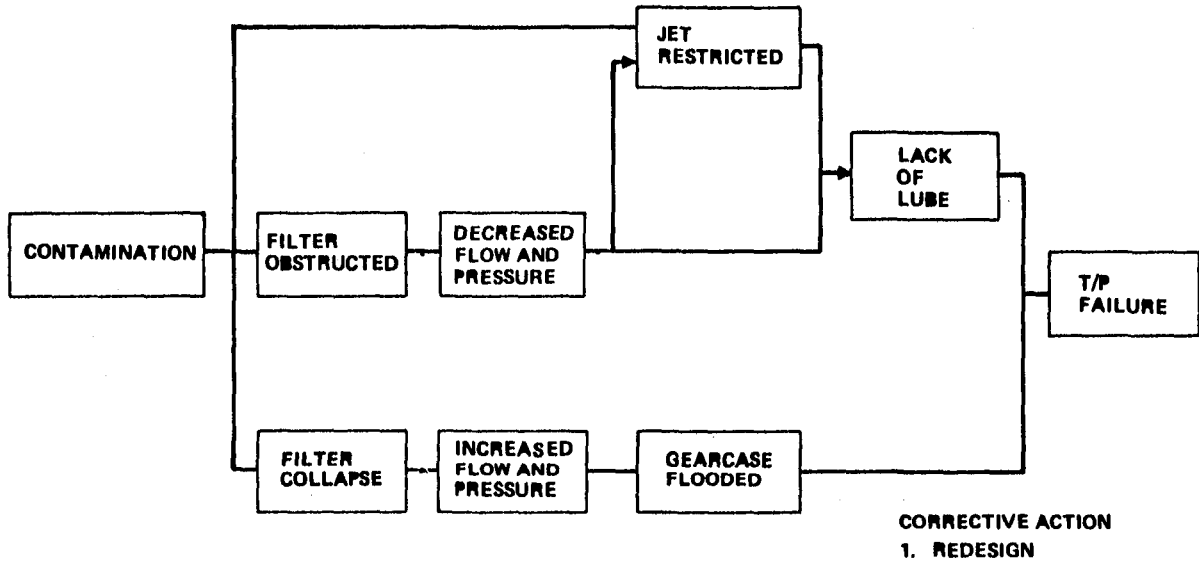 JET
RESTRICTED
LACK
OF
LUBE
CONTAMINATION
FILTER
OBSTRUCTED
DECREASED
FLOW AND
PRESSURE
T/P
FAILURE
FILTER
COLLAPSE
INCREASED
FLOW AND
PRESSURE
GEARCASE
FLOODED
CORRECTIVE ACTION
1. REDESIGN